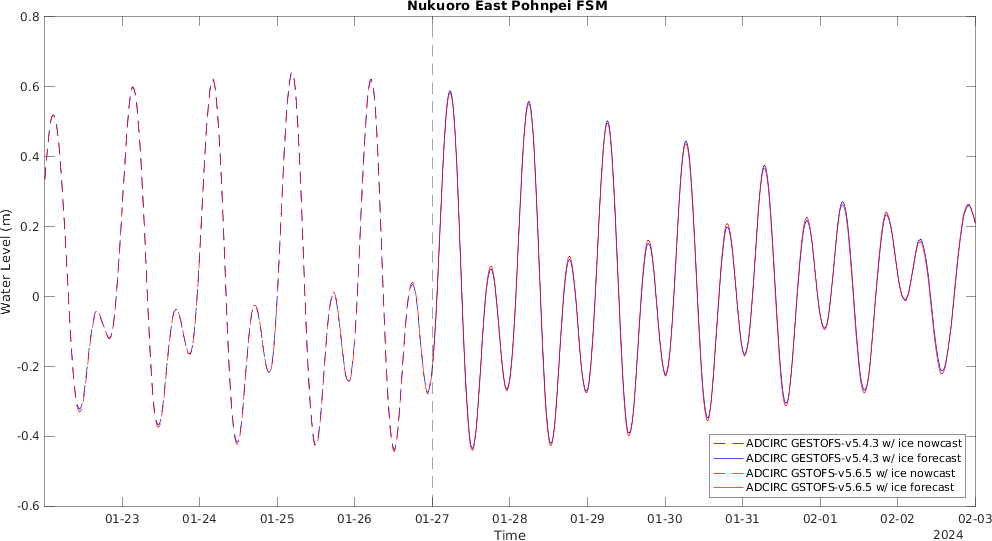 Nukuoro East Pohnpei FSM
Water Level (m)
0.8
0.6
0.4
0.2
0
-0.2
-0.4
-0.6
ADCIRC GESTOFS-v5.4.3 w/ ice nowcast
ADCIRC GESTOFS-v5.4.3 w/ ice forecast
ADCIRC GSTOFS-v5.6.5 w/ ice nowcast
ADCIRC GSTOFS-v5.6.5 w/ ice forecast
01-23 01-24 01-25 01-26 01-27 01-28 01-29 01-30 01-31 02-01 02-02 02-03
Time
2024